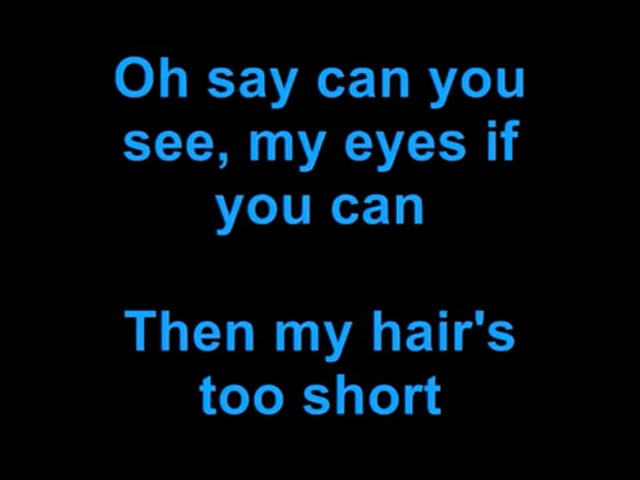 Oh say can you
see, my eyes if
you can
Then my hair's
too short